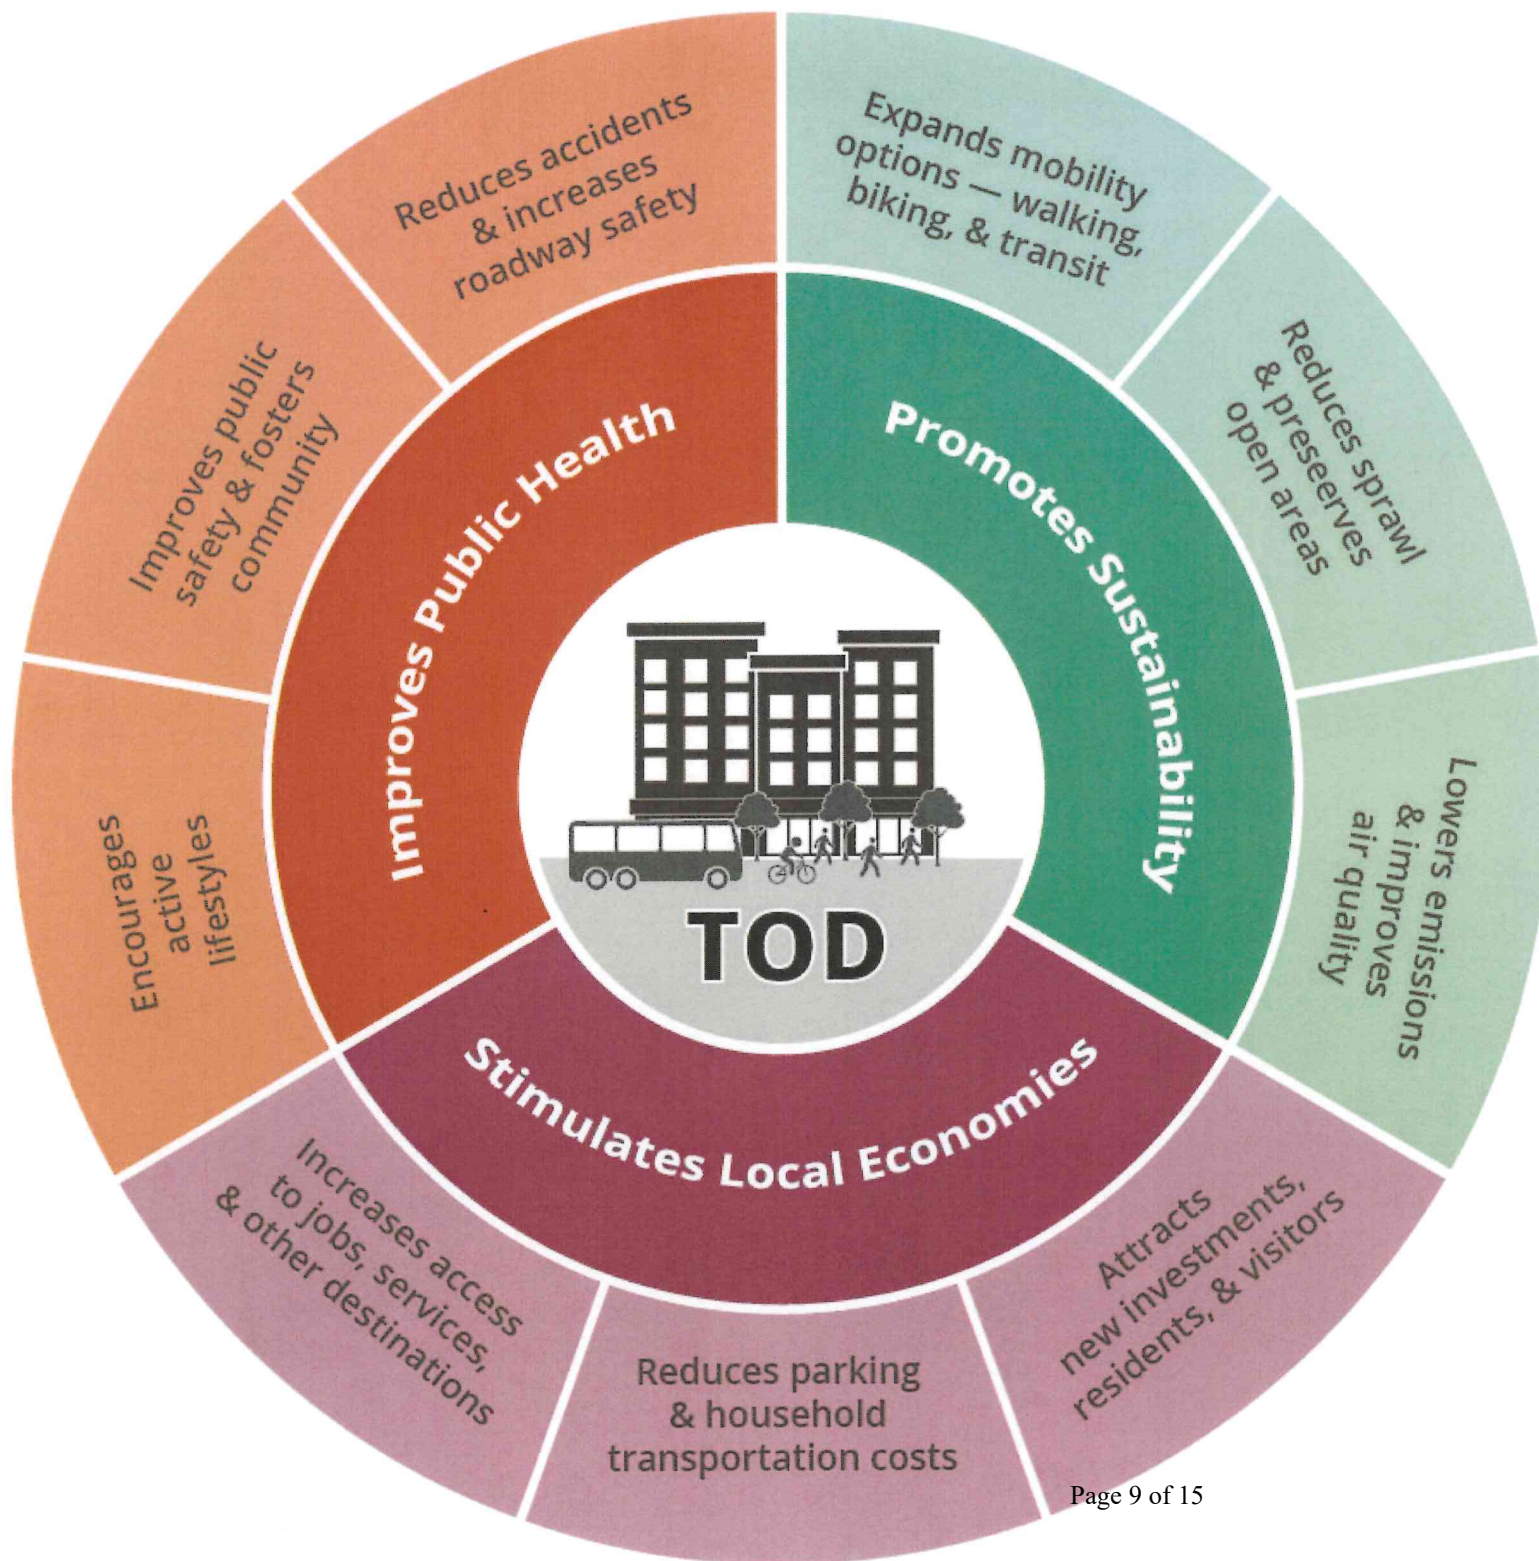 Reduces accidents
& increases
roadway safety
Expands mobility
options — walking,
biking, & transit
Reduces sprawl
& preseerves
open areas
Lowers emissions
& improves
air quality
Attracts
new investments,
residents, & visitors
Reduces parking
& household
transportation costs
Increases access
to jobs, services,
& other destinations
Encourages
active
lifestyles
Improves public
safety & fosters
community
Improves Public Health
Promotes Sustainability
Stimulates Local Economies
TOD
Page 9 of 15